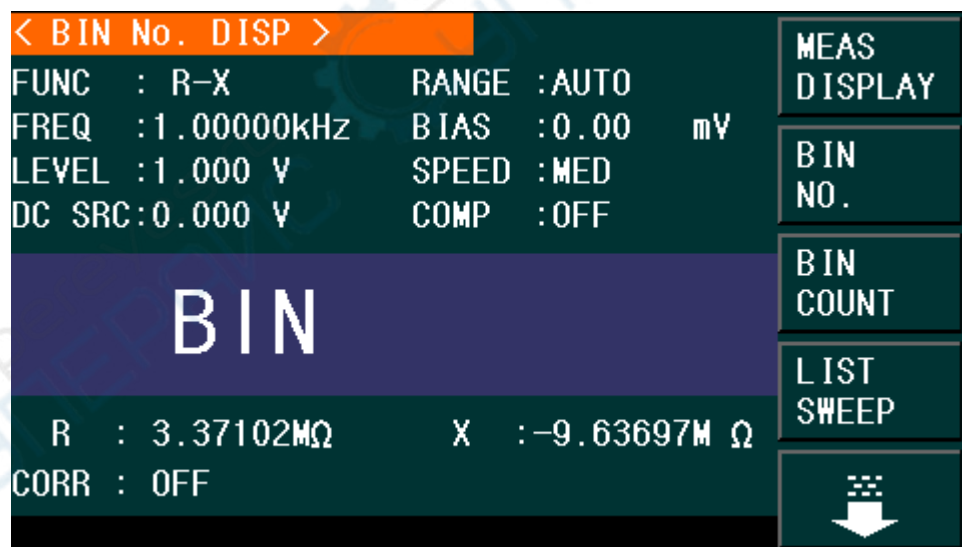 < BIN No. DISP >
FUNC : R-X RANGE :AUTO
FREQ :1.00000kHz BIAS :0.00 mV
LEVEL :1.000 V SPEED :MED
DC SRC:0.000 V COMP :OFF
BIN
R : 3.37102MΩ X :-9.63697M Ω
CORR : OFF
MEAS
DISPLAY
BIN
NO.
BIN
COUNT
LIST
SWEEP